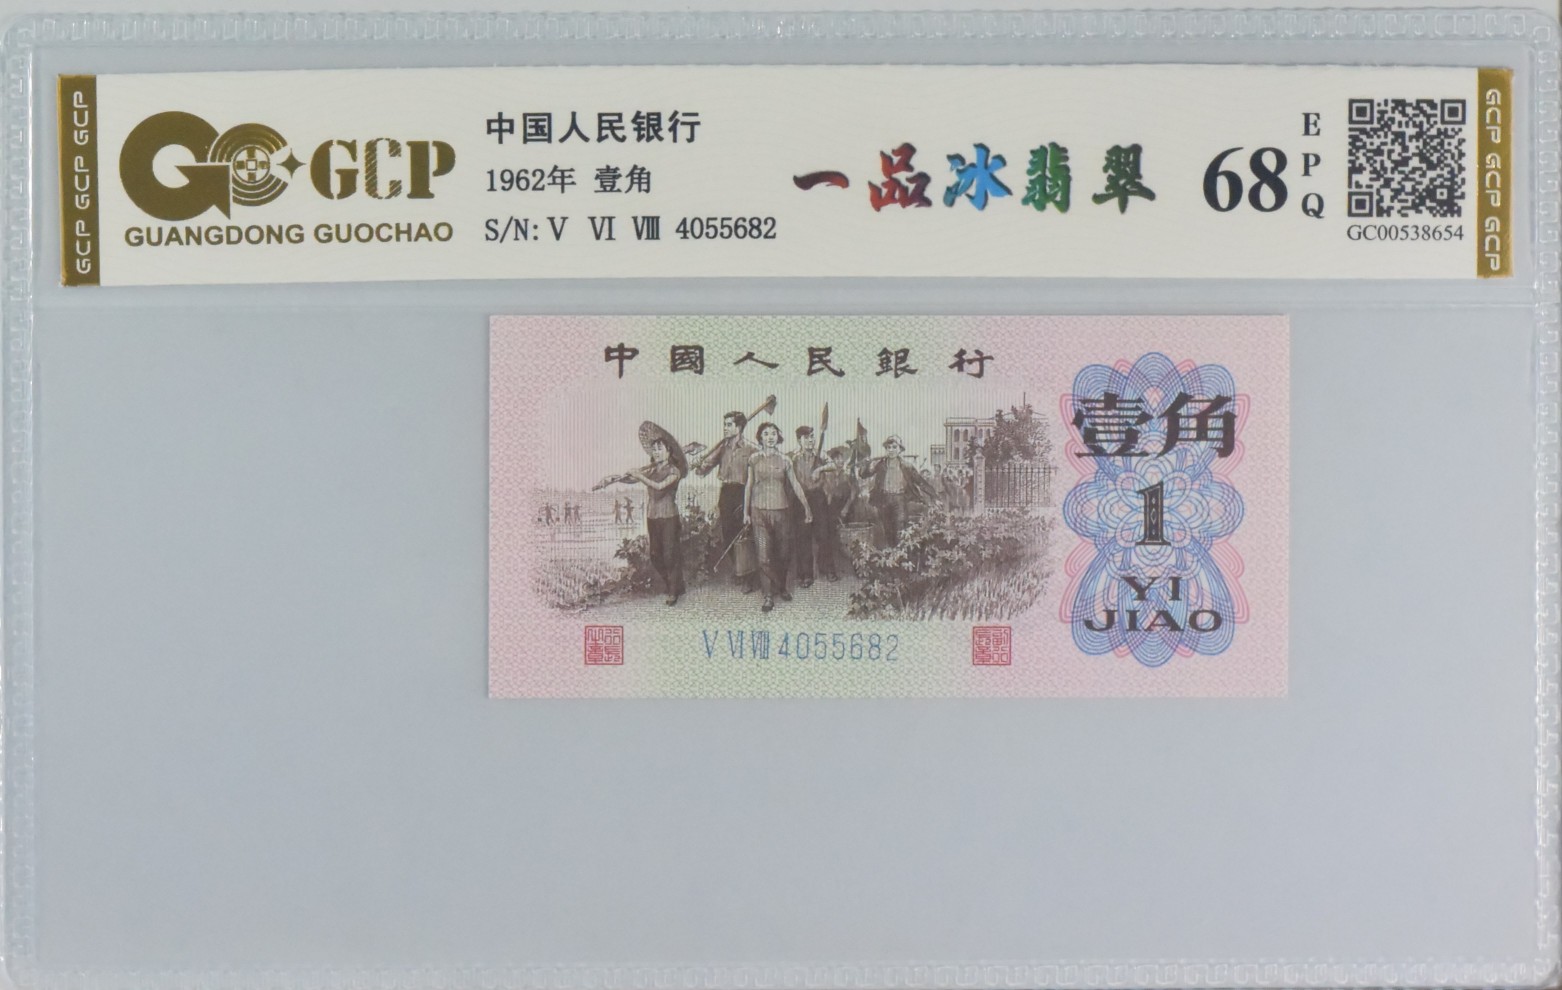 GCP GCP GCP
GCP
GUANGDONG GUOCHAO
中国人民银行
1962年 壹角
S/N: V VI VIII 4055682
一品冰翡翠
68
EPQ
GC00538654
GCP GCP GCP
中國人民銀行
壹角
1
YI
JIAO
V VI VIII 4055682